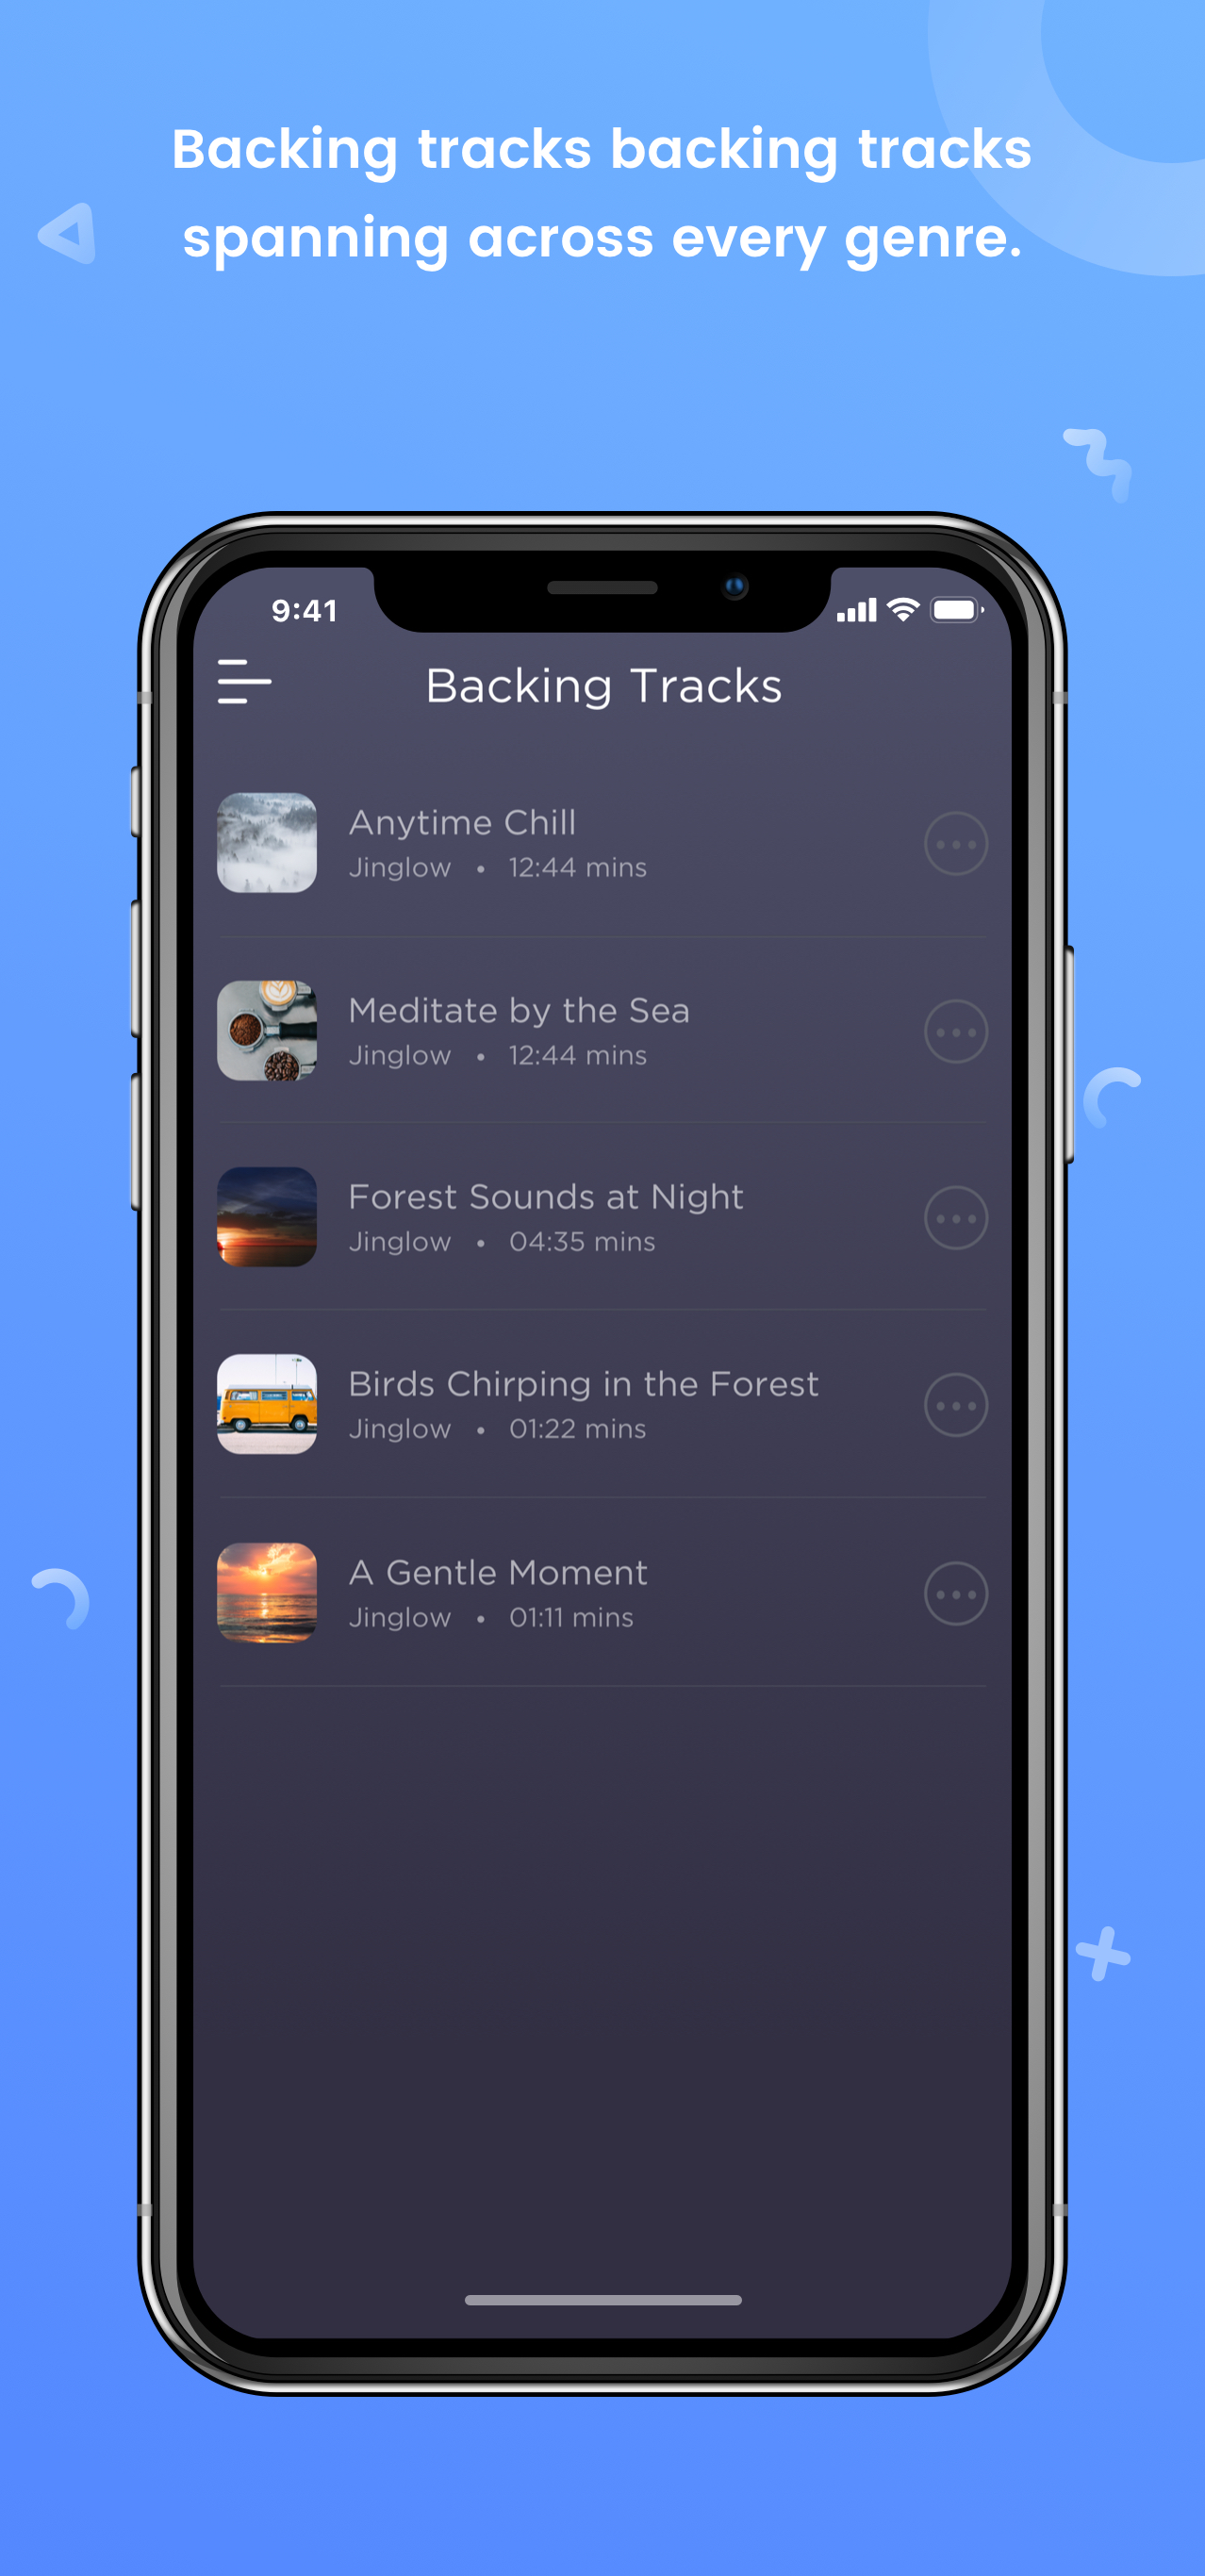 Backing tracks backing tracks
spanning across every genre.
9:41
Backing Tracks
Anytime Chill
Jinglow • 12:44 mins
Meditate by the Sea
Jinglow • 12:44 mins
Forest Sounds at Night
Jinglow • 04:35 mins
Birds Chirping in the Forest
Jinglow • 01:22 mins
A Gentle Moment
Jinglow • 01:11 mins